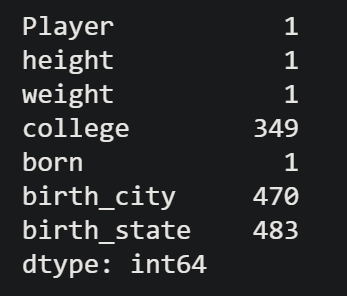 Player 1
height 1
weight 1
college 349
born 1
birth_city 470
birth_state 483
dtype: int64